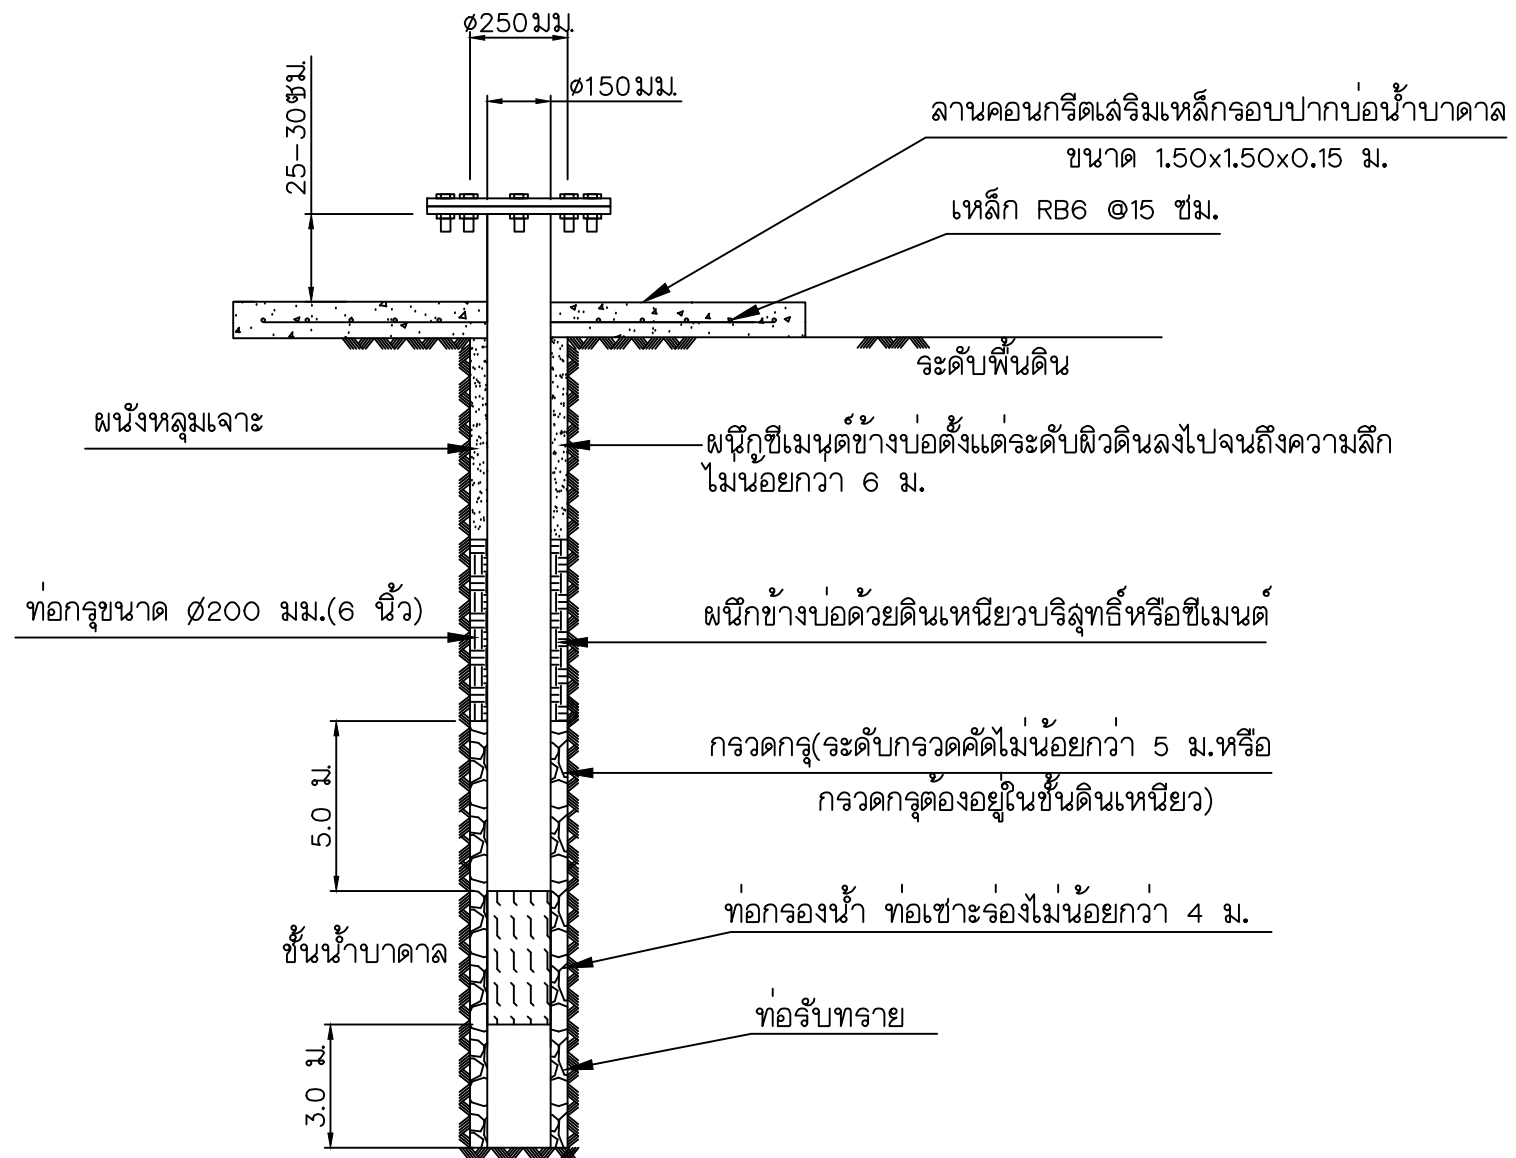 ø250มม.
ø150มม.
25-30ซม.
ลานคอนกรีตเสริมเหล็กรอบปากบ่อน้ำบาดาล
ขนาด 1.50x1.50x0.15 ม.
เหล็ก RB6 @15 ซม.
ระดับพื้นดิน
ผนังหลุมเจาะ
ผนึกซีเมนต์ข้างบ่อตั้งแต่ระดับผิวดินลงไปจนถึงความลึก
ไม่น้อยกว่า 6 ม.
ท่อกรุขนาด Ø200 มม.(6 นิ้ว)
ผนึกข้างบ่อด้วยดินเหนียวบริสุทธิ์หรือซีเมนต์
กรวดกรุ(ระดับกรวดคัดไม่น้อยกว่า 5 ม.หรือ
กรวดกรุต้องอยู่ในชั้นดินเหนียว)
5.0 ม.
ท่อกรองน้ำ ท่อเซาะร่องไม่น้อยกว่า 4 ม.
ชั้นน้ำบาดาล
ท่อรับทราย
3.0 ม.